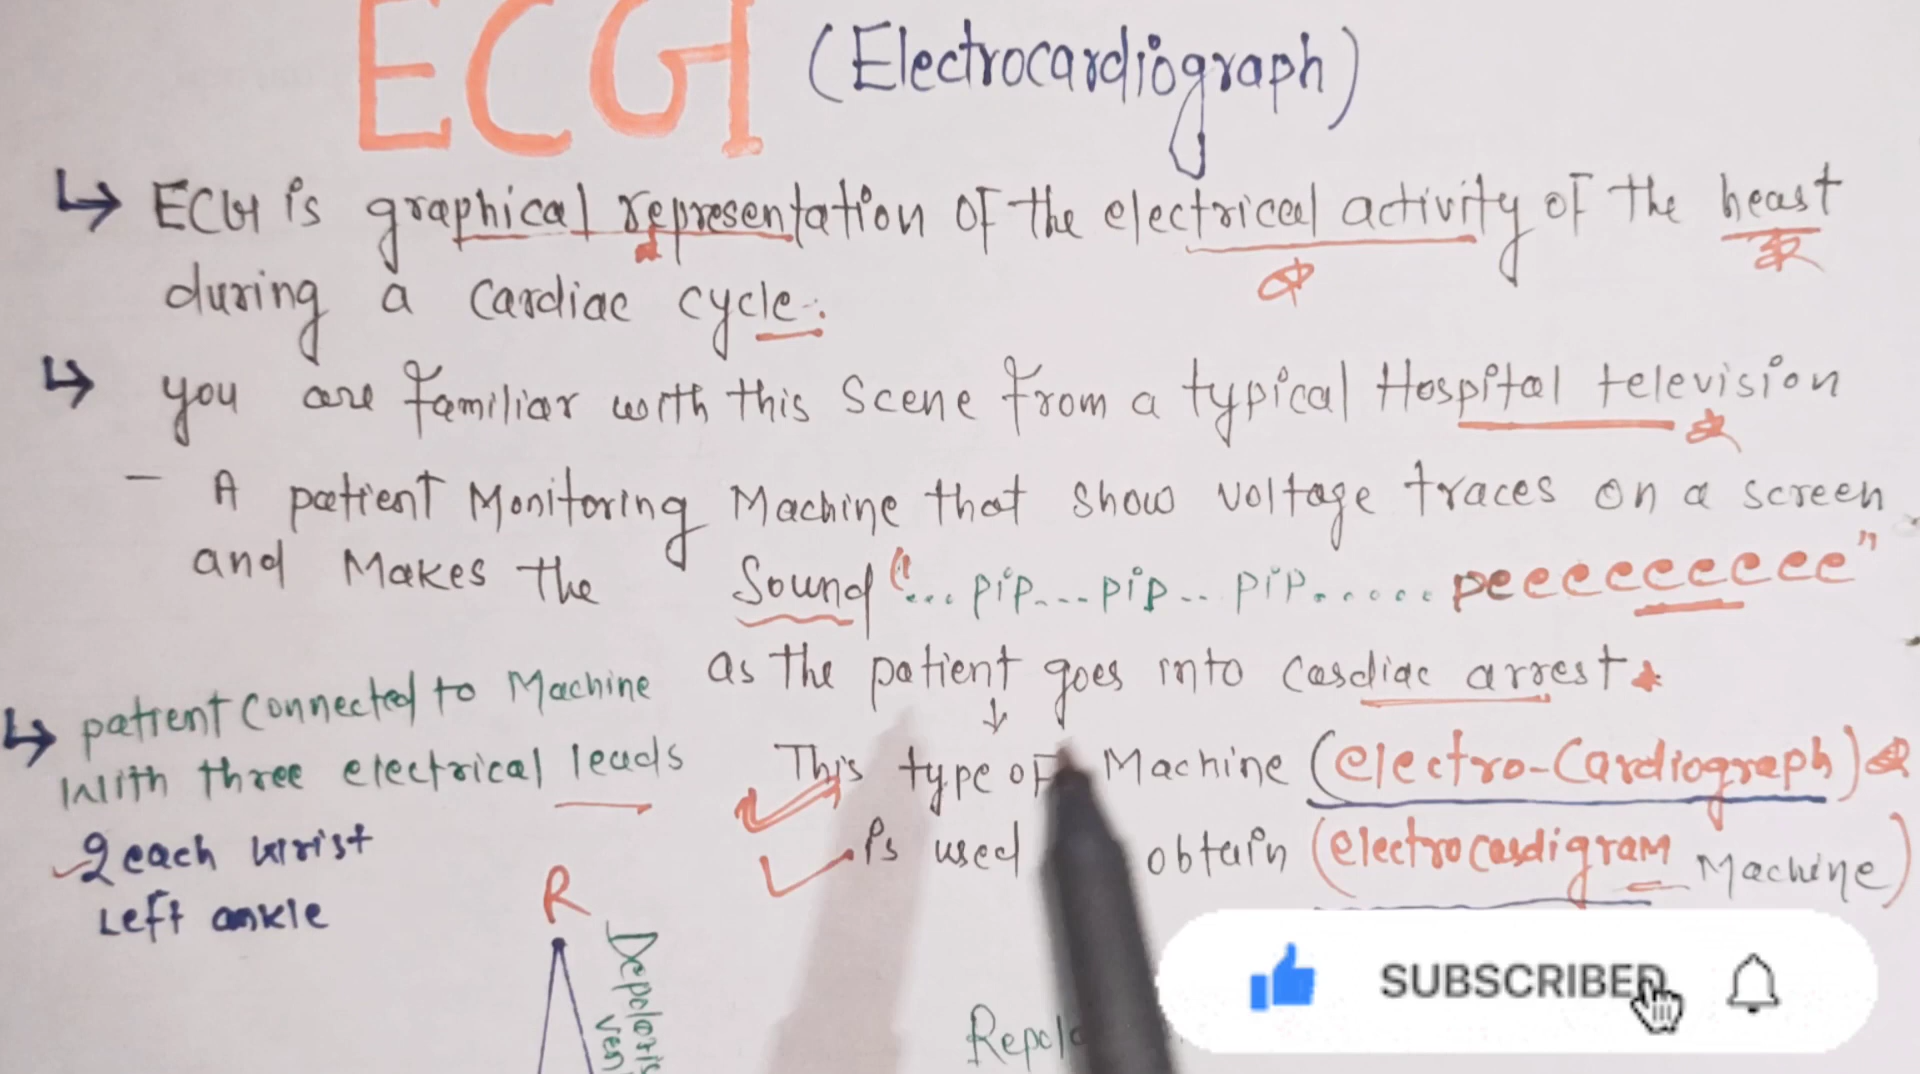 ECG (Electrocardiograph)
↳ ECG is graphical representation of the electrical activity of the heart
during a cardiac cycle.
↳ you are familiar with this scene from a typical Hospital television
- A patient Monitoring Machine that show voltage traces on a screen
and Makes the Sound "... pip... pip.. pip...... peeeeeeeee"
as the patient goes into cardiac arrest
↓
↳ patient connected to Machine
with three electrical leads
2 each wrist
Left ankle
This type of Machine (electro-Cardiograph)
is used obtain (electrocardigram Machine)
R
SUBSCRIBED